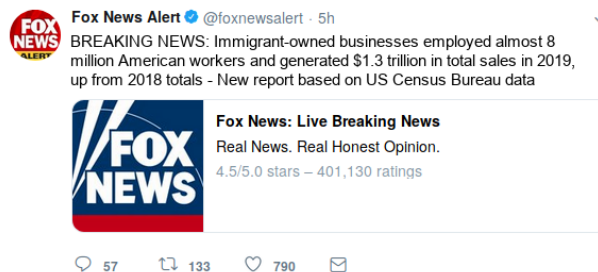 FOX
NEWS
ALERT
Fox News Alert @foxnewsalert · 5h
BREAKING NEWS: Immigrant-owned businesses employed almost 8
million American workers and generated $1.3 trillion in total sales in 2019,
up from 2018 totals - New report based on US Census Bureau data
FOX
NEWS
Fox News: Live Breaking News
Real News. Real Honest Opinion.
4.5/5.0 stars – 401,130 ratings
57 133 790